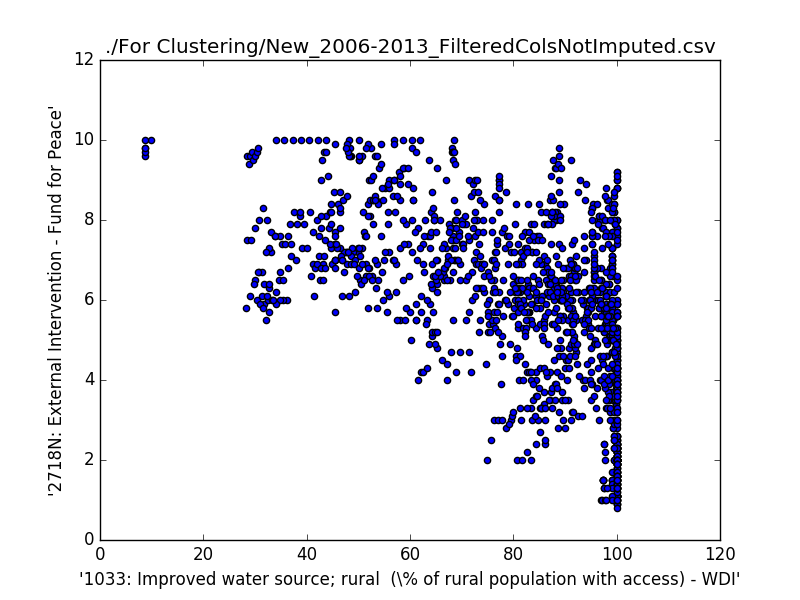 ./For Clustering/New_2006-2013_FilteredColsNotImputed.csv
12
10
8
6
4
2
0
'2718N: External Intervention - Fund for Peace'
0 20 40 60 80 100 120
'1033: Improved water source; rural  (\% of rural population with access) - WDI'